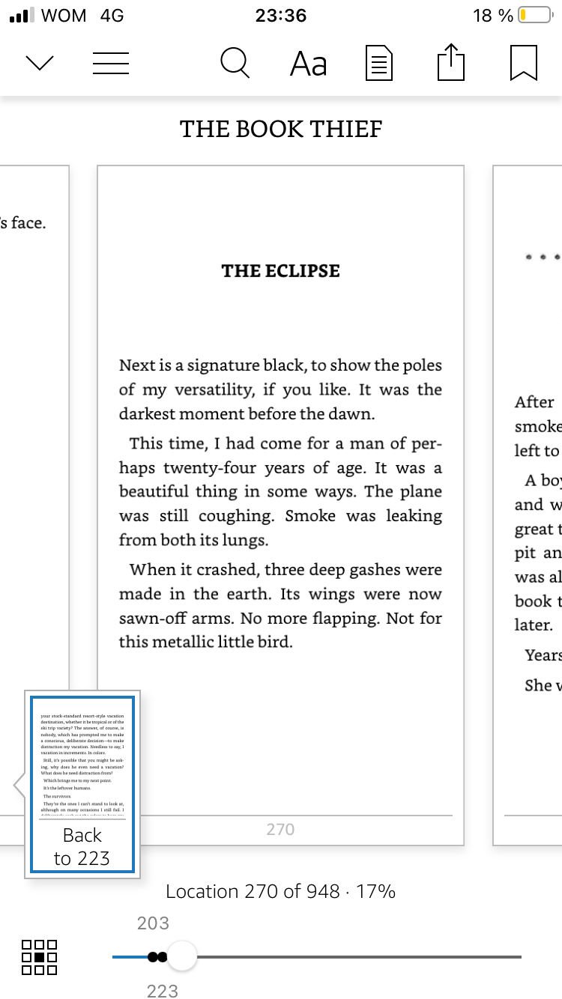 WOM 4G 23:36 18 %
Aa
THE BOOK THIEF
's face.
THE ECLIPSE
Next is a signature black, to show the poles
of my versatility, if you like. It was the
darkest moment before the dawn.
This time, I had come for a man of per-
haps twenty-four years of age. It was a
beautiful thing in some ways. The plane
was still coughing. Smoke was leaking
from both its lungs.
When it crashed, three deep gashes were
made in the earth. Its wings were now
sawn-off arms. No more flapping. Not for
this metallic little bird.
270
After
smoke
left to
A boy
and w
great t
pit an
was al
book t
later.
Years
She w
your stock-standard resort-style vacation
destination, whether it be tropical or of the
ski trip variety? The answer, of course, is
nobody, which has prompted me to make
a conscious, deliberate decision—to make
distraction my vacation. Needless to say, I
vacation in increments. In colors.
Still, it's possible that you might be ask-
ing, why does he even need a vacation?
What does he need distraction from?
Which brings me to my next point.
It's the leftover humans.
The survivors.
They're the ones I can't stand to look at,
although on many occasions I still fail. I
Back
to 223
Location 270 of 948 · 17%
203
223